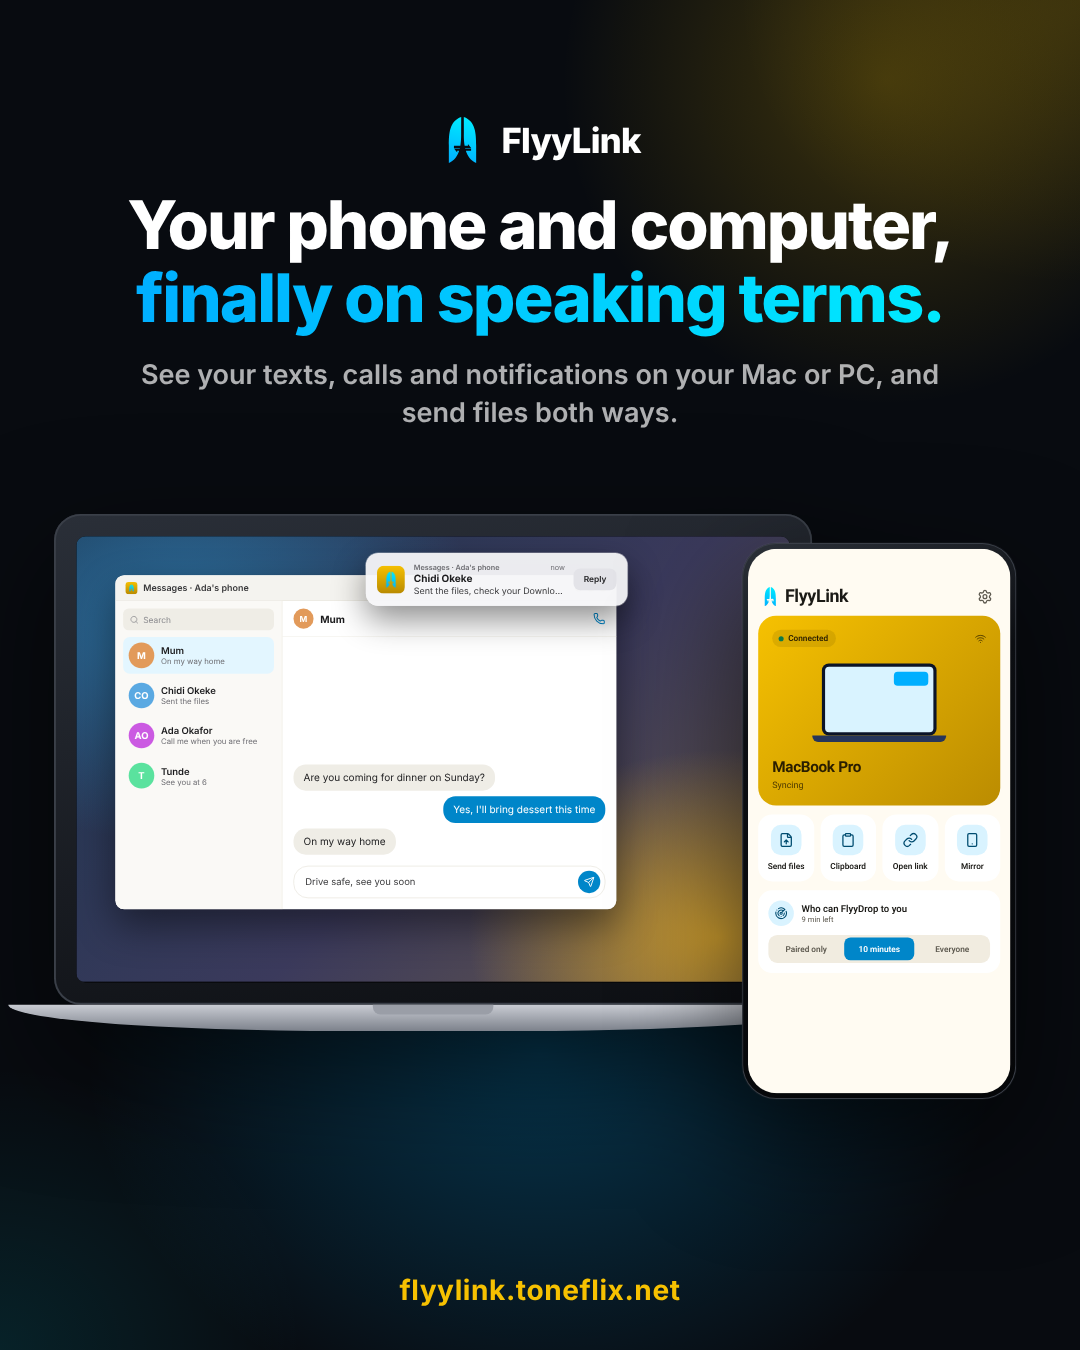 FlyyLink
Your phone and computer,
finally on speaking terms.
See your texts, calls and notifications on your Mac or PC, and
send files both ways.
Messages · Ada's phone
Search
M
Mum
On my way home
CO
Chidi Okeke
Sent the files
AO
Ada Okafor
Call me when you are free
T
Tunde
See you at 6
Messages · Ada's phone
now
Chidi Okeke
Sent the files, check your Downlo...
Reply
M
Mum
Are you coming for dinner on Sunday?
Yes, I'll bring dessert this time
On my way home
Drive safe, see you soon
FlyyLink
Connected
MacBook Pro
Syncing
Send files
Clipboard
Open link
Mirror
Who can FlyyDrop to you
9 min left
Paired only
10 minutes
Everyone
flyylink.toneflix.net